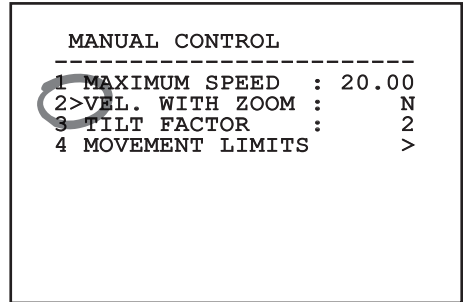 MANUAL CONTROL
-------------------------
1 MAXIMUM SPEED : 20.00
2>VEL. WITH ZOOM : N
3 TILT FACTOR : 2
4 MOVEMENT LIMITS >